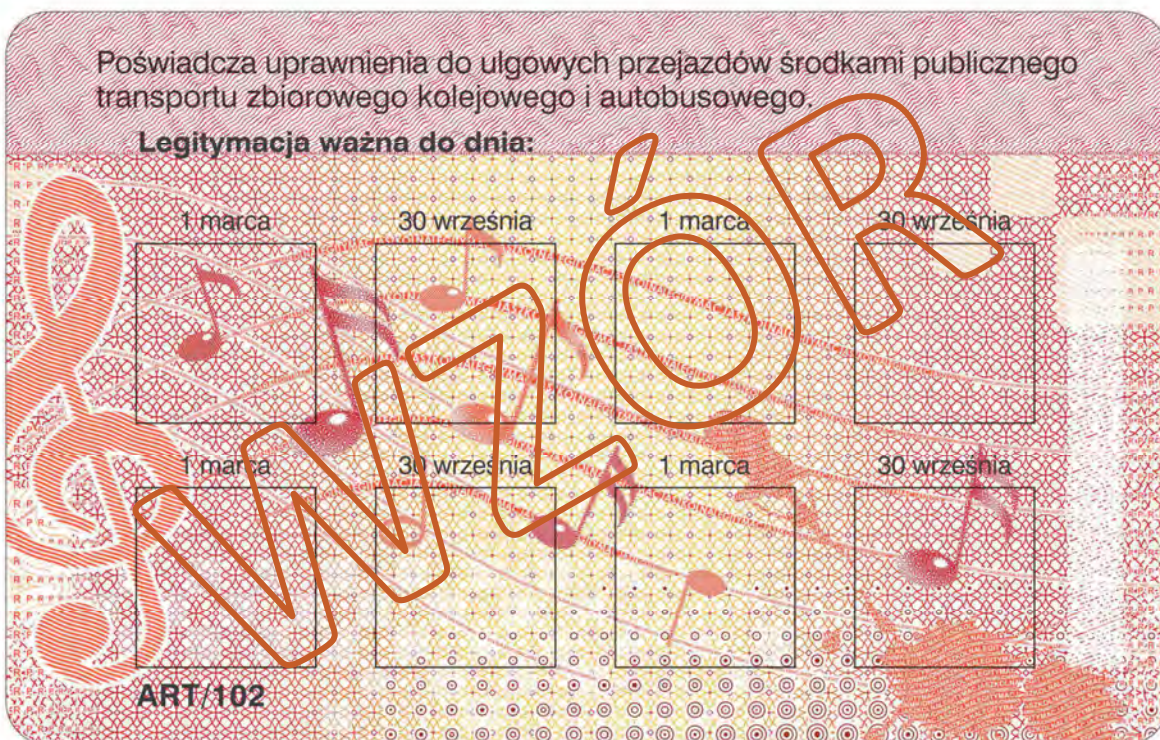 Poświadcza uprawnienia do ulgowych przejazdów środkami publicznego
transportu zbiorowego kolejowego i autobusowego.
Legitymacja ważna do dnia:
1 marca 30 września 1 marca 30 września
1 marca 30 września 1 marca 30 września
WZÓR
ART/102